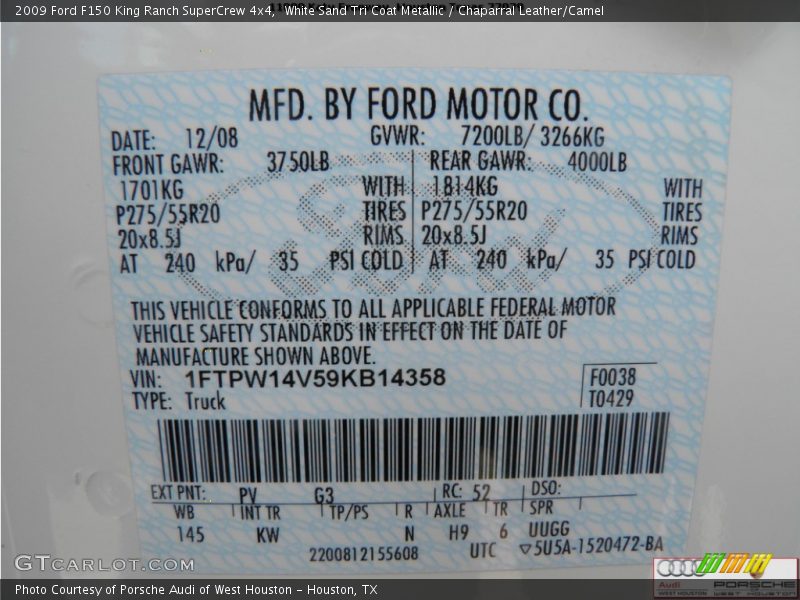 2009 Ford F150 King Ranch SuperCrew 4x4, White Sand Tri Coat Metallic / Chaparral Leather/Camel
MFD. BY FORD MOTOR CO.
DATE: 12/08 GVWR: 7200LB/ 3266KG
FRONT GAWR: 3750LB REAR GAWR: 4000LB
1701KG WITH 1814KG WITH
P275/55R20 TIRES P275/55R20 TIRES
20x8.5J RIMS 20x8.5J RIMS
AT 240 kPa/ 35 PSI COLD AT 240 kPa/ 35 PSI COLD
THIS VEHICLE CONFORMS TO ALL APPLICABLE FEDERAL MOTOR
VEHICLE SAFETY STANDARDS IN EFFECT ON THE DATE OF
MANUFACTURE SHOWN ABOVE.
VIN: 1FTPW14V59KB14358 F0038
TYPE: Truck T0429
EXT PNT: PV G3 RC: 52 DSO:
WB INT TR TP/PS R AXLE TR SPR
145 KW N H9 6 UUGG
2200812155608 UTC ▽5U5A-1520472-BA
GTcarlot.com
Audi PORSCHE
WEST HOUSTON WEST HOUSTON
Photo Courtesy of Porsche Audi of West Houston - Houston, TX